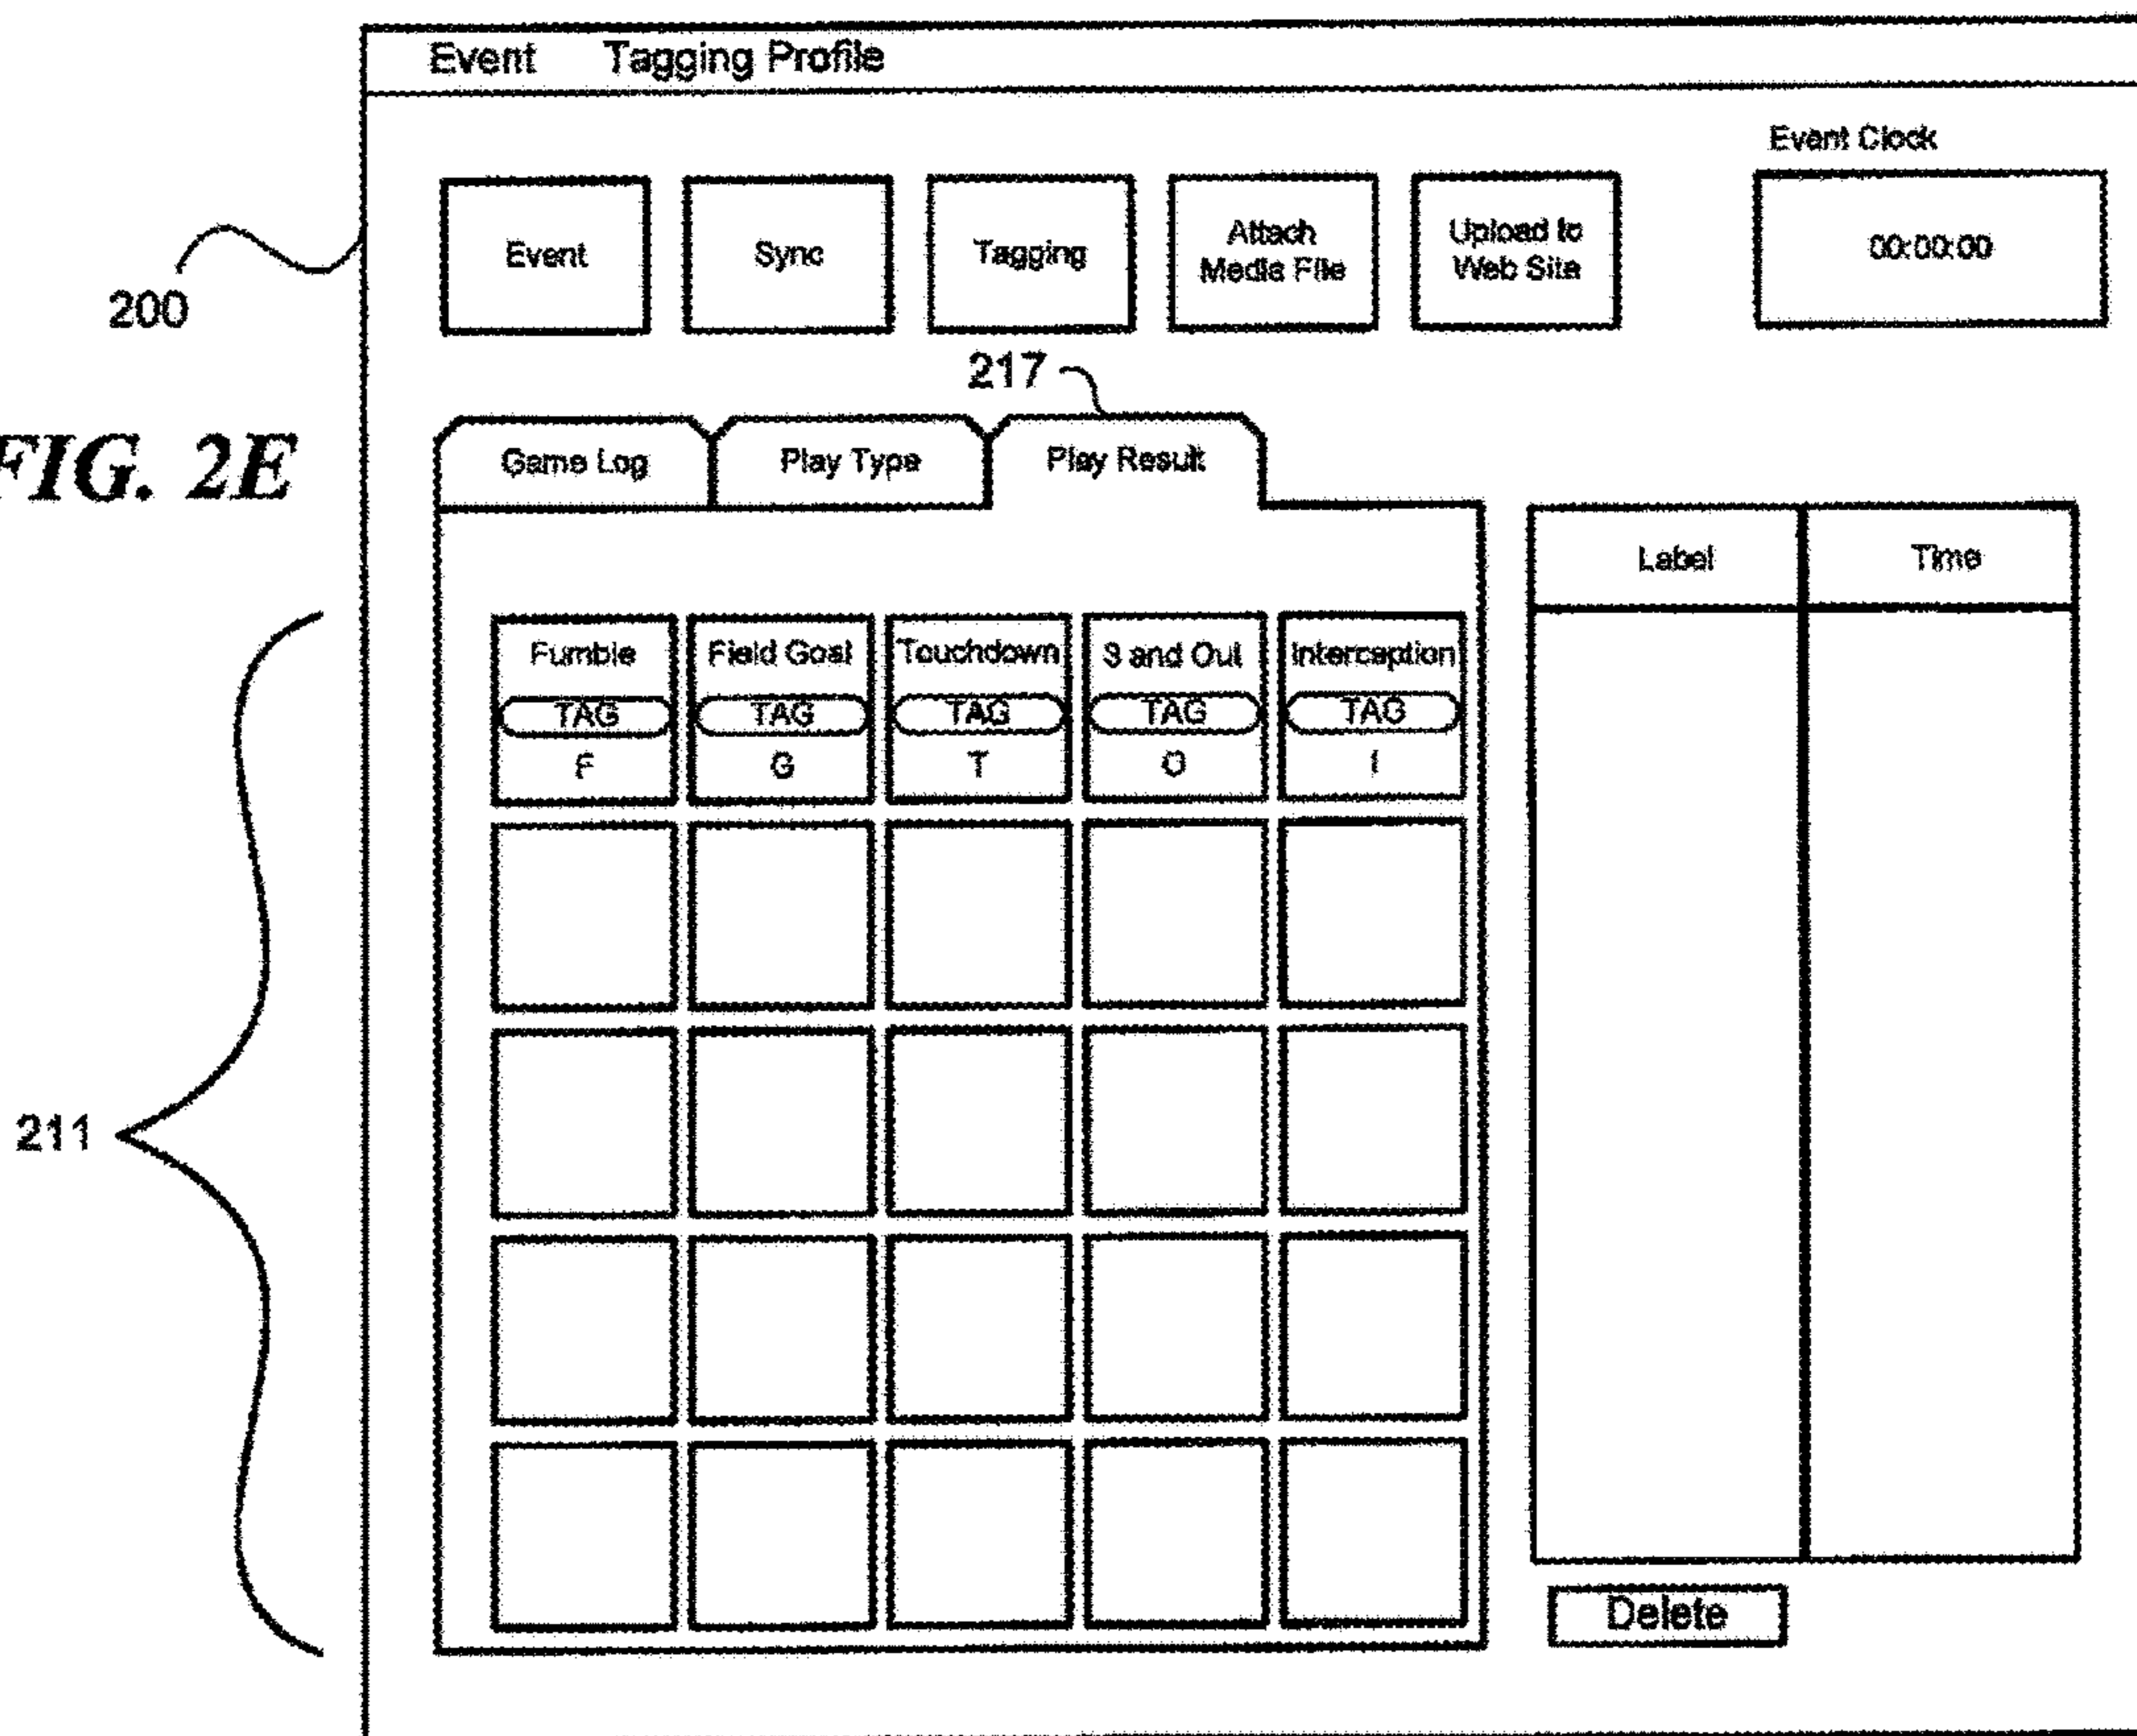 Event Tagging Profile
Event Clock
Event Sync Tagging Attach Media File Upload to Web Site 00:00:00
200
217
FIG. 2E
Game Log Play Type Play Result
Label Time
Fumble Field Goal Touchdown 3 and Out Interception
TAG TAG TAG TAG TAG
F G T O I
211
Delete